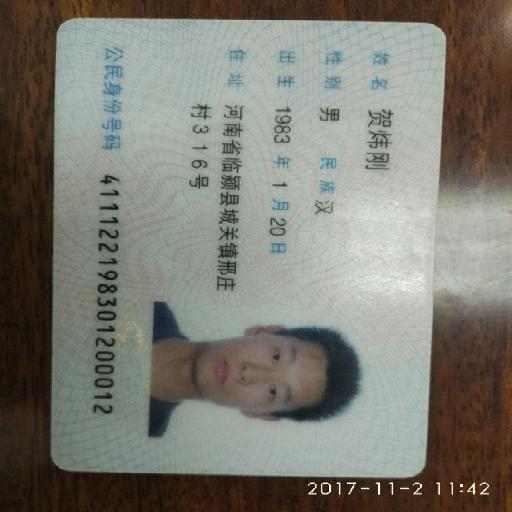 姓名 贺炜刚
性别 男 民族 汉
出生 1983 年 1 月 20 日
住址 河南省临颍县城关镇邢庄
村316号
公民身份号码 411122198301200012
2017-11-2 11:42